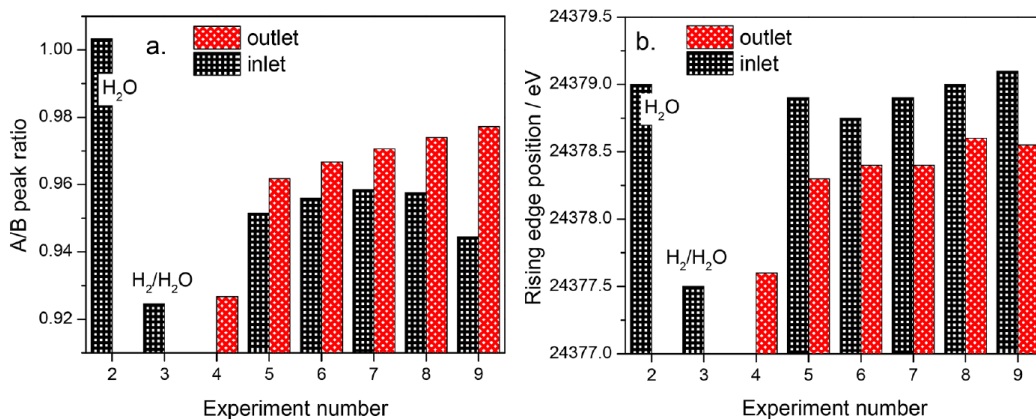 a.
outlet
inlet
H₂O
H₂/H₂O
1.00
0.98
0.96
0.94
0.92
A/B peak ratio
2 3 4 5 6 7 8 9
Experiment number
b.
outlet
inlet
H₂O
H₂/H₂O
24379.5
24379.0
24378.5
24378.0
24377.5
24377.0
Rising edge position / eV
2 3 4 5 6 7 8 9
Experiment number